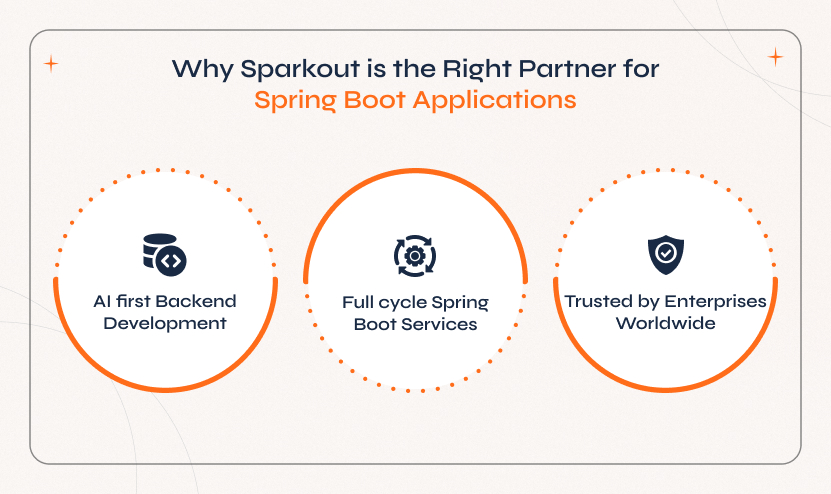 Why Sparkout is the Right Partner for
Spring Boot Applications
AI first Backend
Development
Full cycle Spring
Boot Services
Trusted by Enterprises
Worldwide